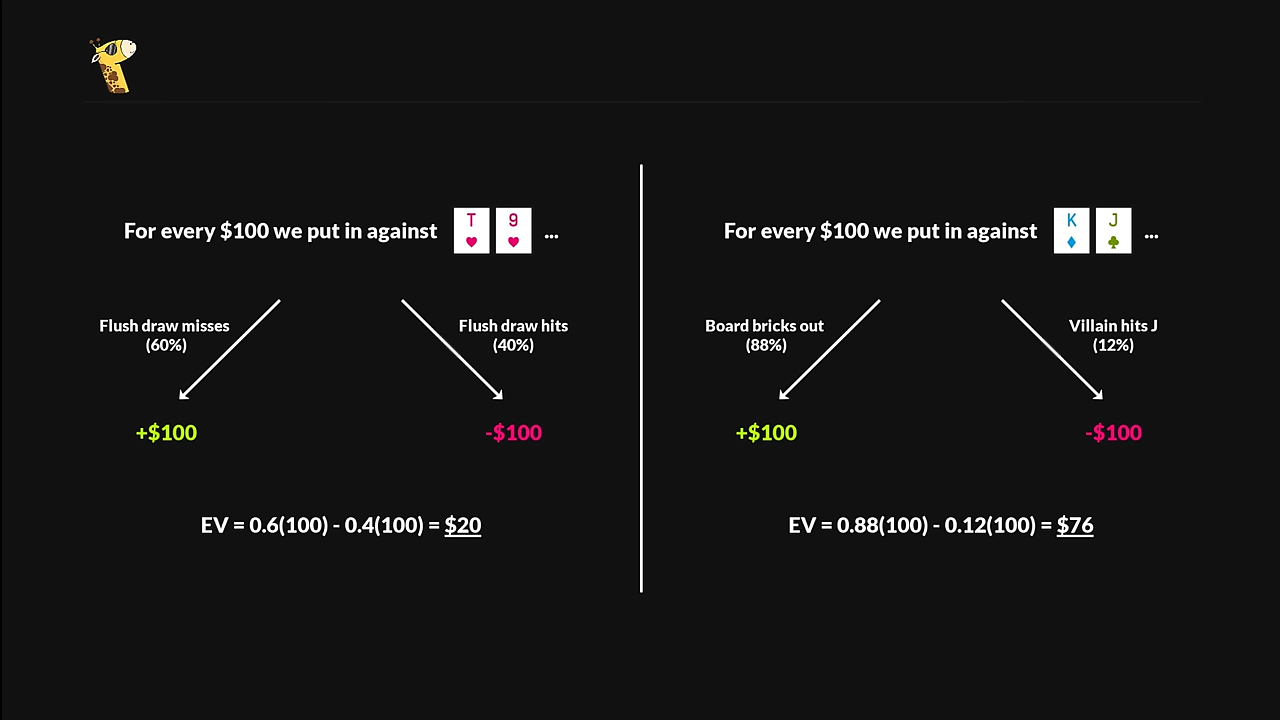 For every $100 we put in against T 9 ...
Flush draw misses
(60%)
Flush draw hits
(40%)
+$100
-$100
EV = 0.6(100) - 0.4(100) = $20
For every $100 we put in against K J ...
Board bricks out
(88%)
Villain hits J
(12%)
+$100
-$100
EV = 0.88(100) - 0.12(100) = $76